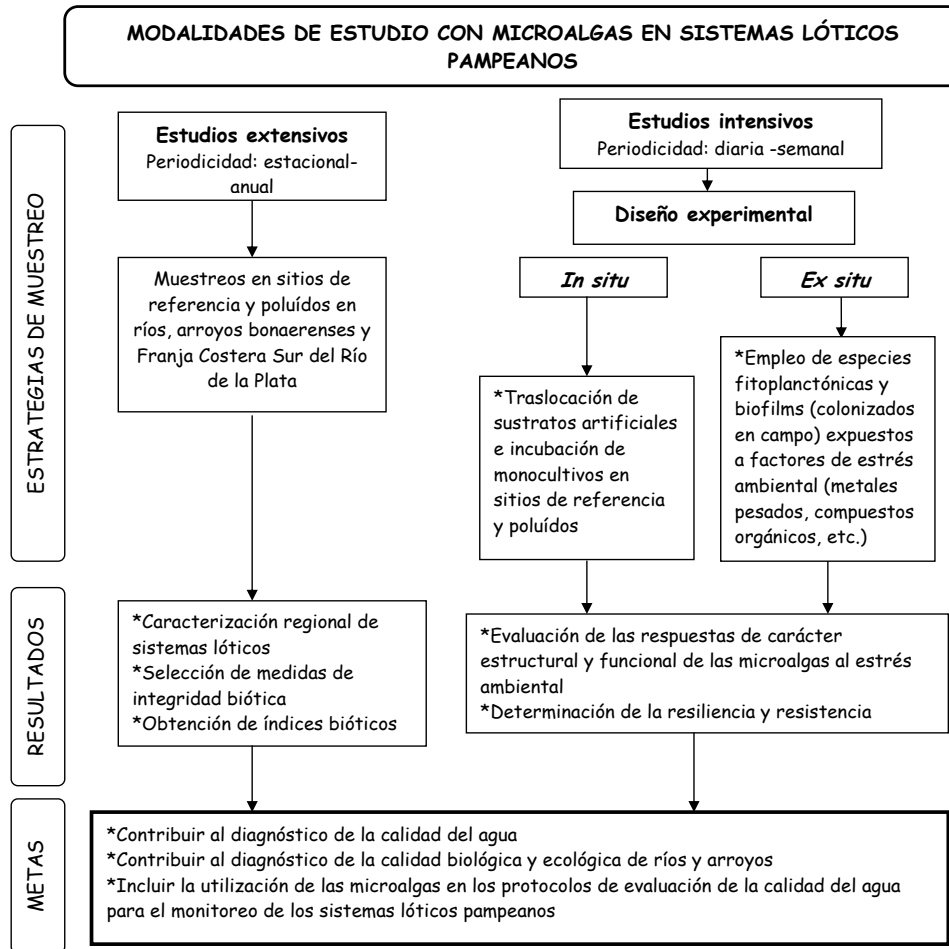 MODALIDADES DE ESTUDIO CON MICROALGAS EN SISTEMAS LÓTICOS
PAMPEANOS
ESTRATEGIAS DE MUESTREO
Estudios extensivos
Periodicidad: estacional-
anual
Estudios intensivos
Periodicidad: diaria -semanal
Diseño experimental
Muestreos en sitios de
referencia y poluídos en
ríos, arroyos bonaerenses y
Franja Costera Sur del Río
de la Plata
In situ
Ex situ
*Traslocación de
sustratos artificiales
e incubación de
monocultivos en
sitios de referencia
y poluídos
*Empleo de especies
fitoplanctónicas y
biofilms (colonizados
en campo) expuestos
a factores de estrés
ambiental (metales
pesados, compuestos
orgánicos, etc.)
RESULTADOS
*Caracterización regional de
sistemas lóticos
*Selección de medidas de
integridad biótica
*Obtención de índices bióticos
*Evaluación de las respuestas de carácter
estructural y funcional de las microalgas al estrés
ambiental
*Determinación de la resiliencia y resistencia
METAS
*Contribuir al diagnóstico de la calidad del agua
*Contribuir al diagnóstico de la calidad biológica y ecológica de ríos y arroyos
*Incluir la utilización de las microalgas en los protocolos de evaluación de la calidad del agua
para el monitoreo de los sistemas lóticos pampeanos